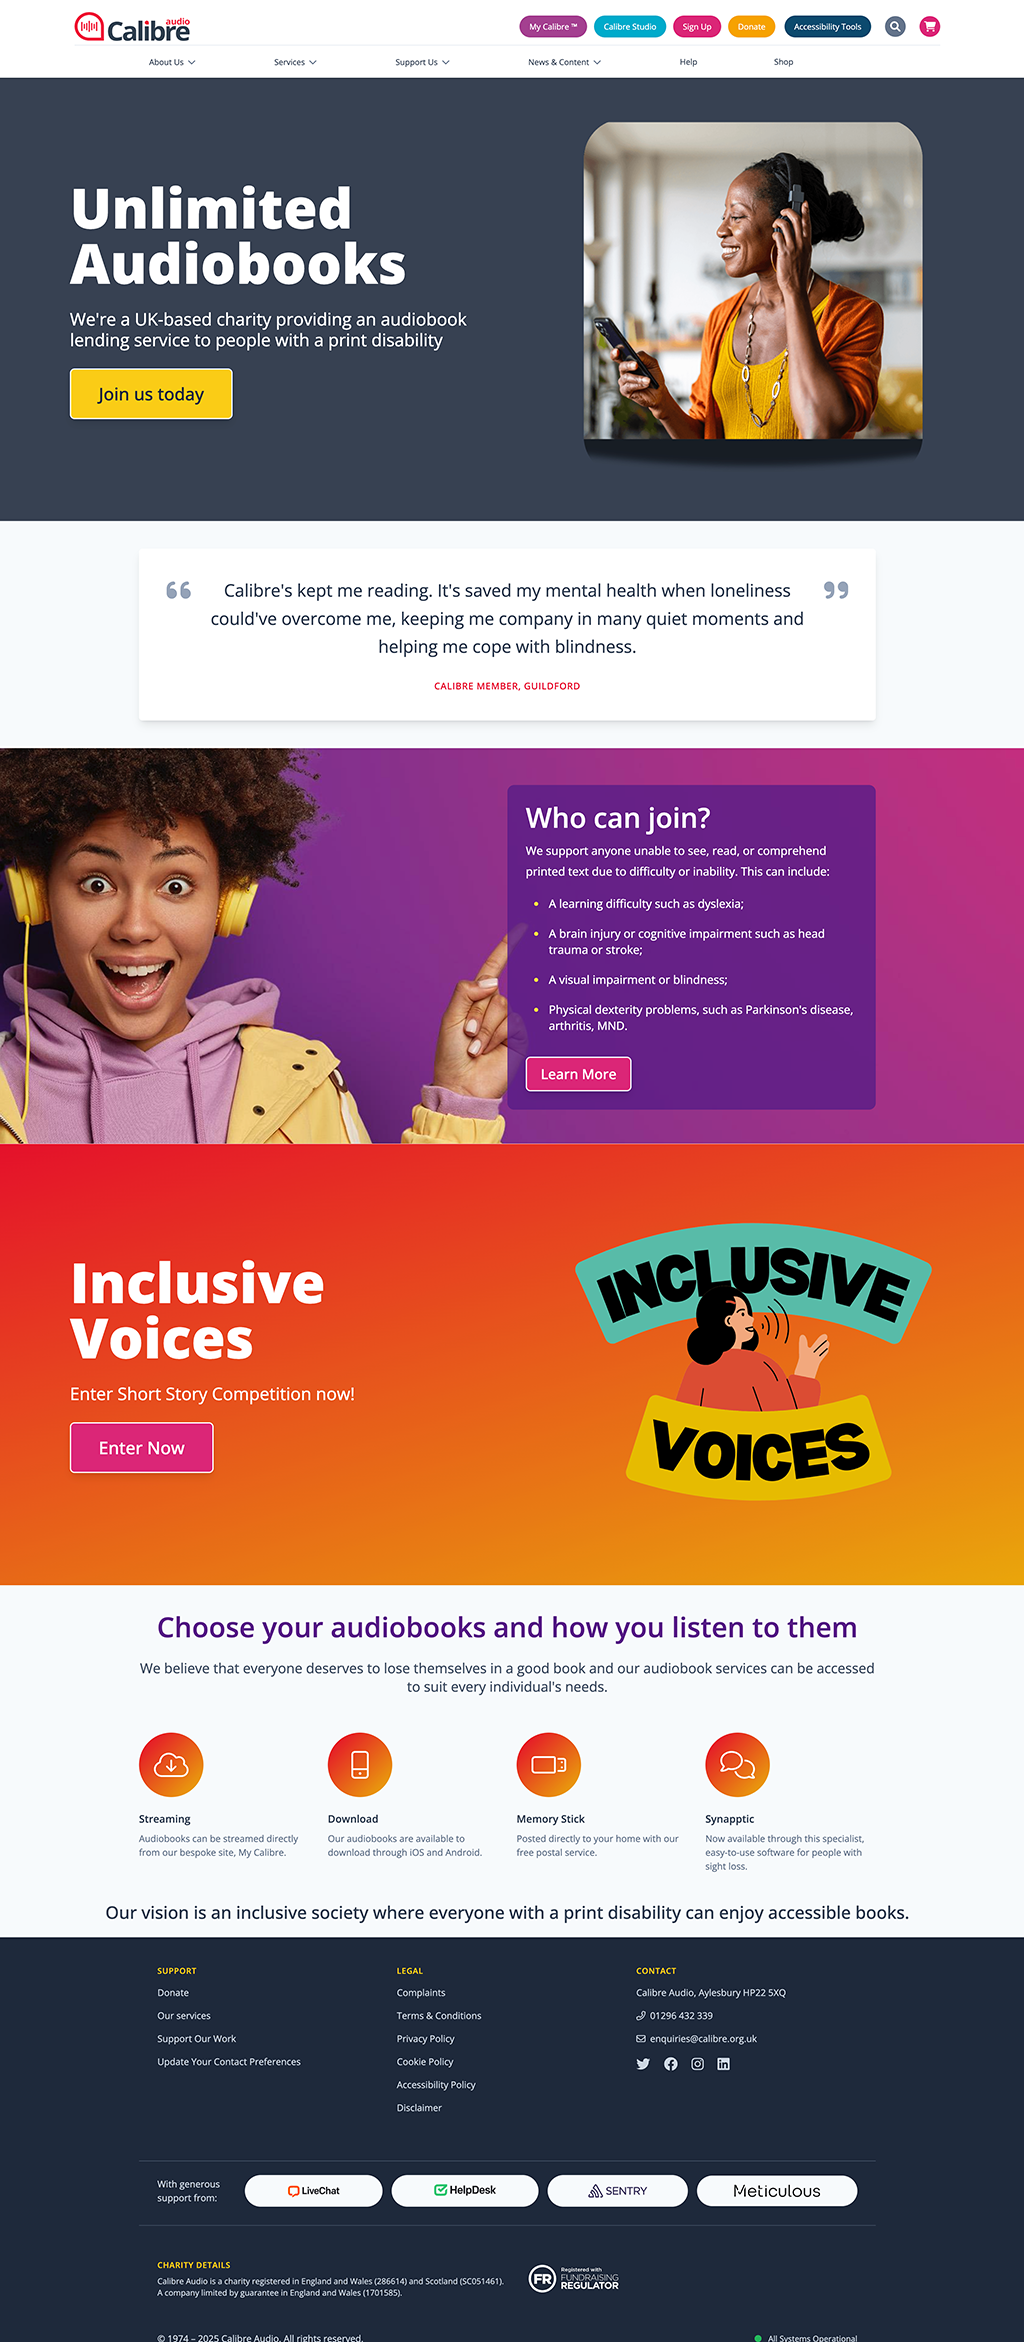 Calibre audio
My Calibre ™
Calibre Studio
Sign Up
Donate
Accessibility Tools
About Us
Services
Support Us
News & Content
Help
Shop
Unlimited
Audiobooks
We're a UK-based charity providing an audiobook
lending service to people with a print disability
Join us today
Calibre's kept me reading. It's saved my mental health when loneliness
could've overcome me, keeping me company in many quiet moments and
helping me cope with blindness.
CALIBRE MEMBER, GUILDFORD
Who can join?
We support anyone unable to see, read, or comprehend
printed text due to difficulty or inability. This can include:
A learning difficulty such as dyslexia;
A brain injury or cognitive impairment such as head
trauma or stroke;
A visual impairment or blindness;
Physical dexterity problems, such as Parkinson's disease,
arthritis, MND.
Learn More
Inclusive
Voices
Enter Short Story Competition now!
Enter Now
INCLUSIVE
VOICES
Choose your audiobooks and how you listen to them
We believe that everyone deserves to lose themselves in a good book and our audiobook services can be accessed
to suit every individual's needs.
Streaming
Audiobooks can be streamed directly
from our bespoke site, My Calibre.
Download
Our audiobooks are available to
download through iOS and Android.
Memory Stick
Posted directly to your home with our
free postal service.
Synapptic
Now available through this specialist,
easy-to-use software for people with
sight loss.
Our vision is an inclusive society where everyone with a print disability can enjoy accessible books.
SUPPORT
Donate
Our services
Support Our Work
Update Your Contact Preferences
LEGAL
Complaints
Terms & Conditions
Privacy Policy
Cookie Policy
Accessibility Policy
Disclaimer
CONTACT
Calibre Audio, Aylesbury HP22 5XQ
01296 432 339
enquiries@calibre.org.uk
With generous
support from:
LiveChat
HelpDesk
SENTRY
Meticulous
CHARITY DETAILS
Calibre Audio is a charity registered in England and Wales (286614) and Scotland (SC051461).
A company limited by guarantee in England and Wales (1701585).
FR
Registered with
FUNDRAISING
REGULATOR
© 1974 – 2025 Calibre Audio. All rights reserved.
All Systems Operational